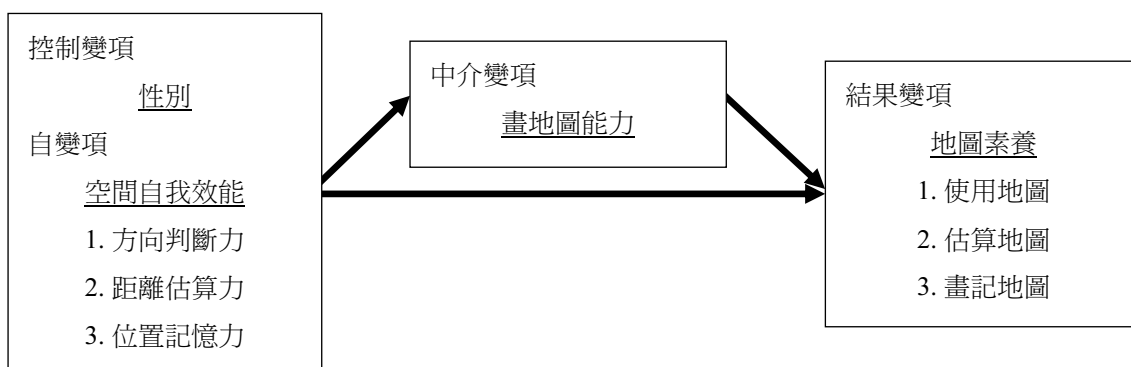 控制變項
性別
自變項
空間自我效能
1. 方向判斷力
2. 距離估算力
3. 位置記憶力
中介變項
畫地圖能力
結果變項
地圖素養
1. 使用地圖
2. 估算地圖
3. 畫記地圖